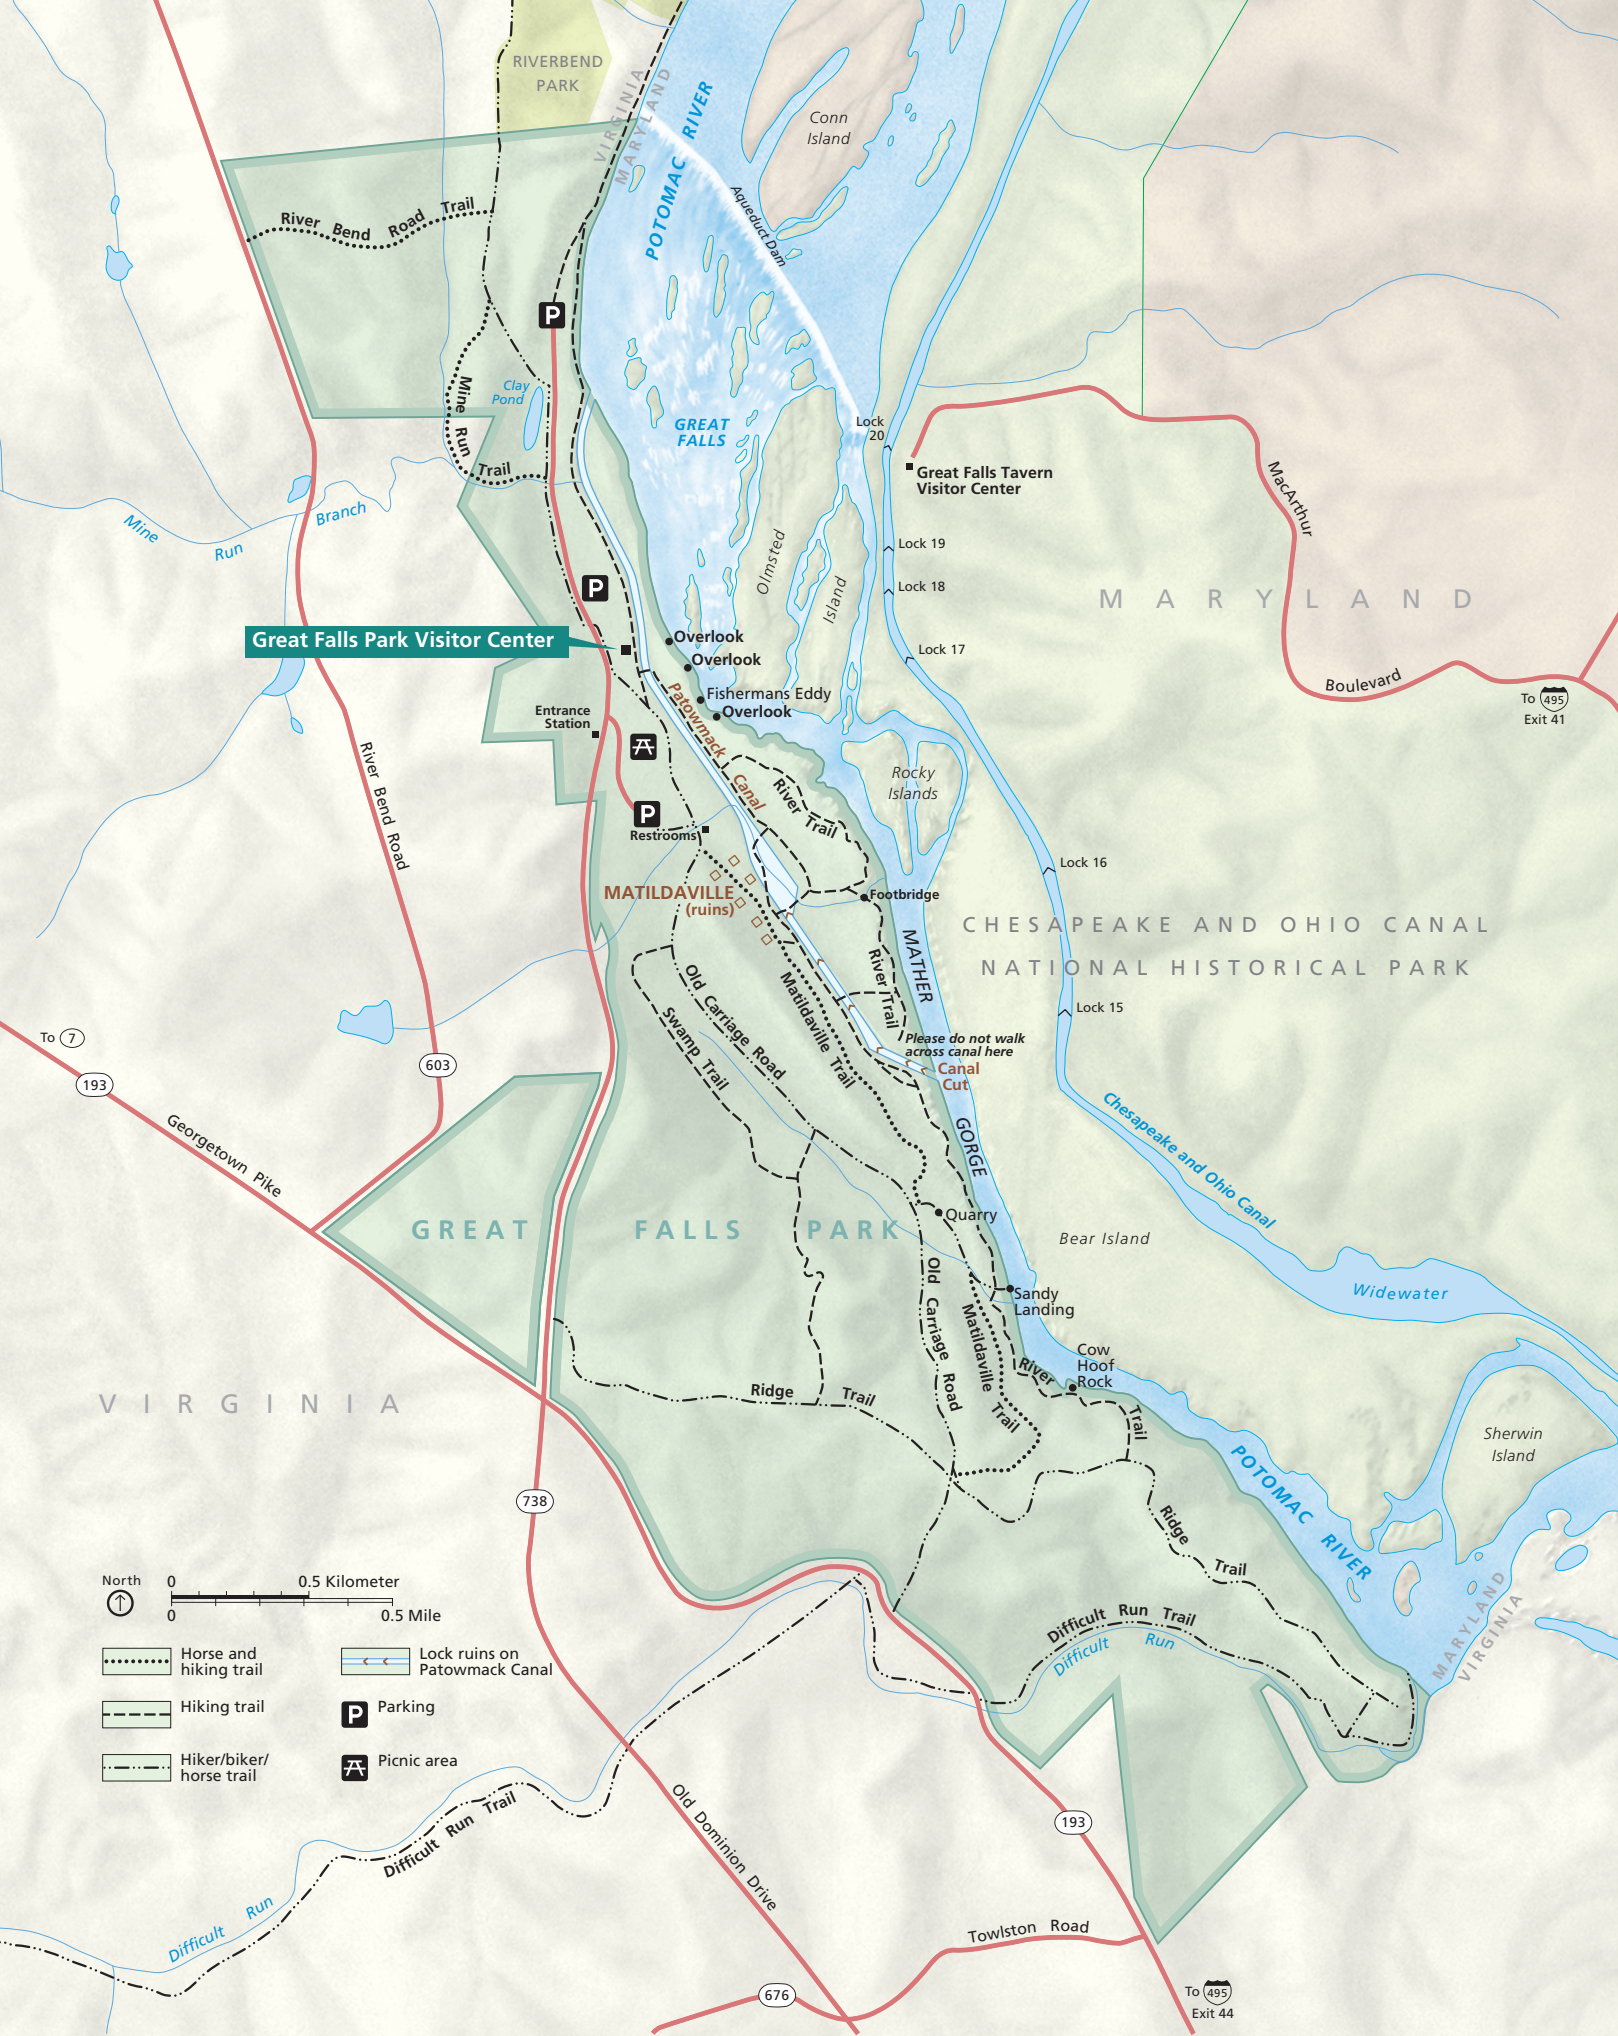 RIVERBEND
PARK
VIRGINIA
MARYLAND
POTOMAC RIVER
Conn
Island
Aqueduct Dam
River Bend Road Trail
Mine Run Trail
Clay
Pond
GREAT
FALLS
Lock
20
Great Falls Tavern
Visitor Center
MacArthur
Boulevard
Mine Run Branch
Olmsted
Island
Lock 19
Lock 18
Lock 17
MARYLAND
Great Falls Park Visitor Center
Overlook
Overlook
Fishermans Eddy
Overlook
Patowmack
Canal
Entrance
Station
To 495
Exit 41
P
P
P
River Bend Road
Rocky
Islands
River Trail
Restrooms
MATILDAVILLE
(ruins)
Footbridge
Lock 16
CHESAPEAKE AND OHIO CANAL
NATIONAL HISTORICAL PARK
MATHER
GORGE
River Trail
Old Carriage Road
Matildaville Trail
Swamp Trail
Lock 15
Please do not walk
across canal here
Canal
Cut
To 7
193
603
Georgetown Pike
Chesapeake and Ohio Canal
GREAT FALLS PARK
Quarry
Bear Island
Old Carriage Road
Matildaville Trail
Sandy
Landing
Widewater
River Trail
Cow
Hoof
Rock
VIRGINIA
Ridge Trail
Sherwin
Island
POTOMAC RIVER
738
Ridge Trail
MARYLAND
VIRGINIA
Difficult Run Trail
Difficult Run
North
0 0.5 Kilometer
0 0.5 Mile
Horse and
hiking trail
Lock ruins on
Patowmack Canal
Hiking trail
P Parking
Hiker/biker/
horse trail
Picnic area
Difficult Run Trail
Difficult Run
Old Dominion Drive
193
Towlston Road
676
To 495
Exit 44